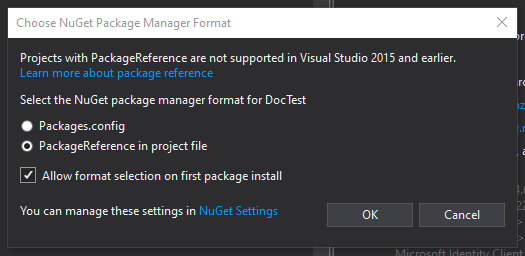 Choose NuGet Package Manager Format
Projects with PackageReference are not supported in Visual Studio 2015 and earlier.
Learn more about package reference
Select the NuGet package manager format for DocTest
Packages.config
PackageReference in project file
Allow format selection on first package install
You can manage these settings in NuGet Settings
OK
Cancel
Microsoft Identity Client